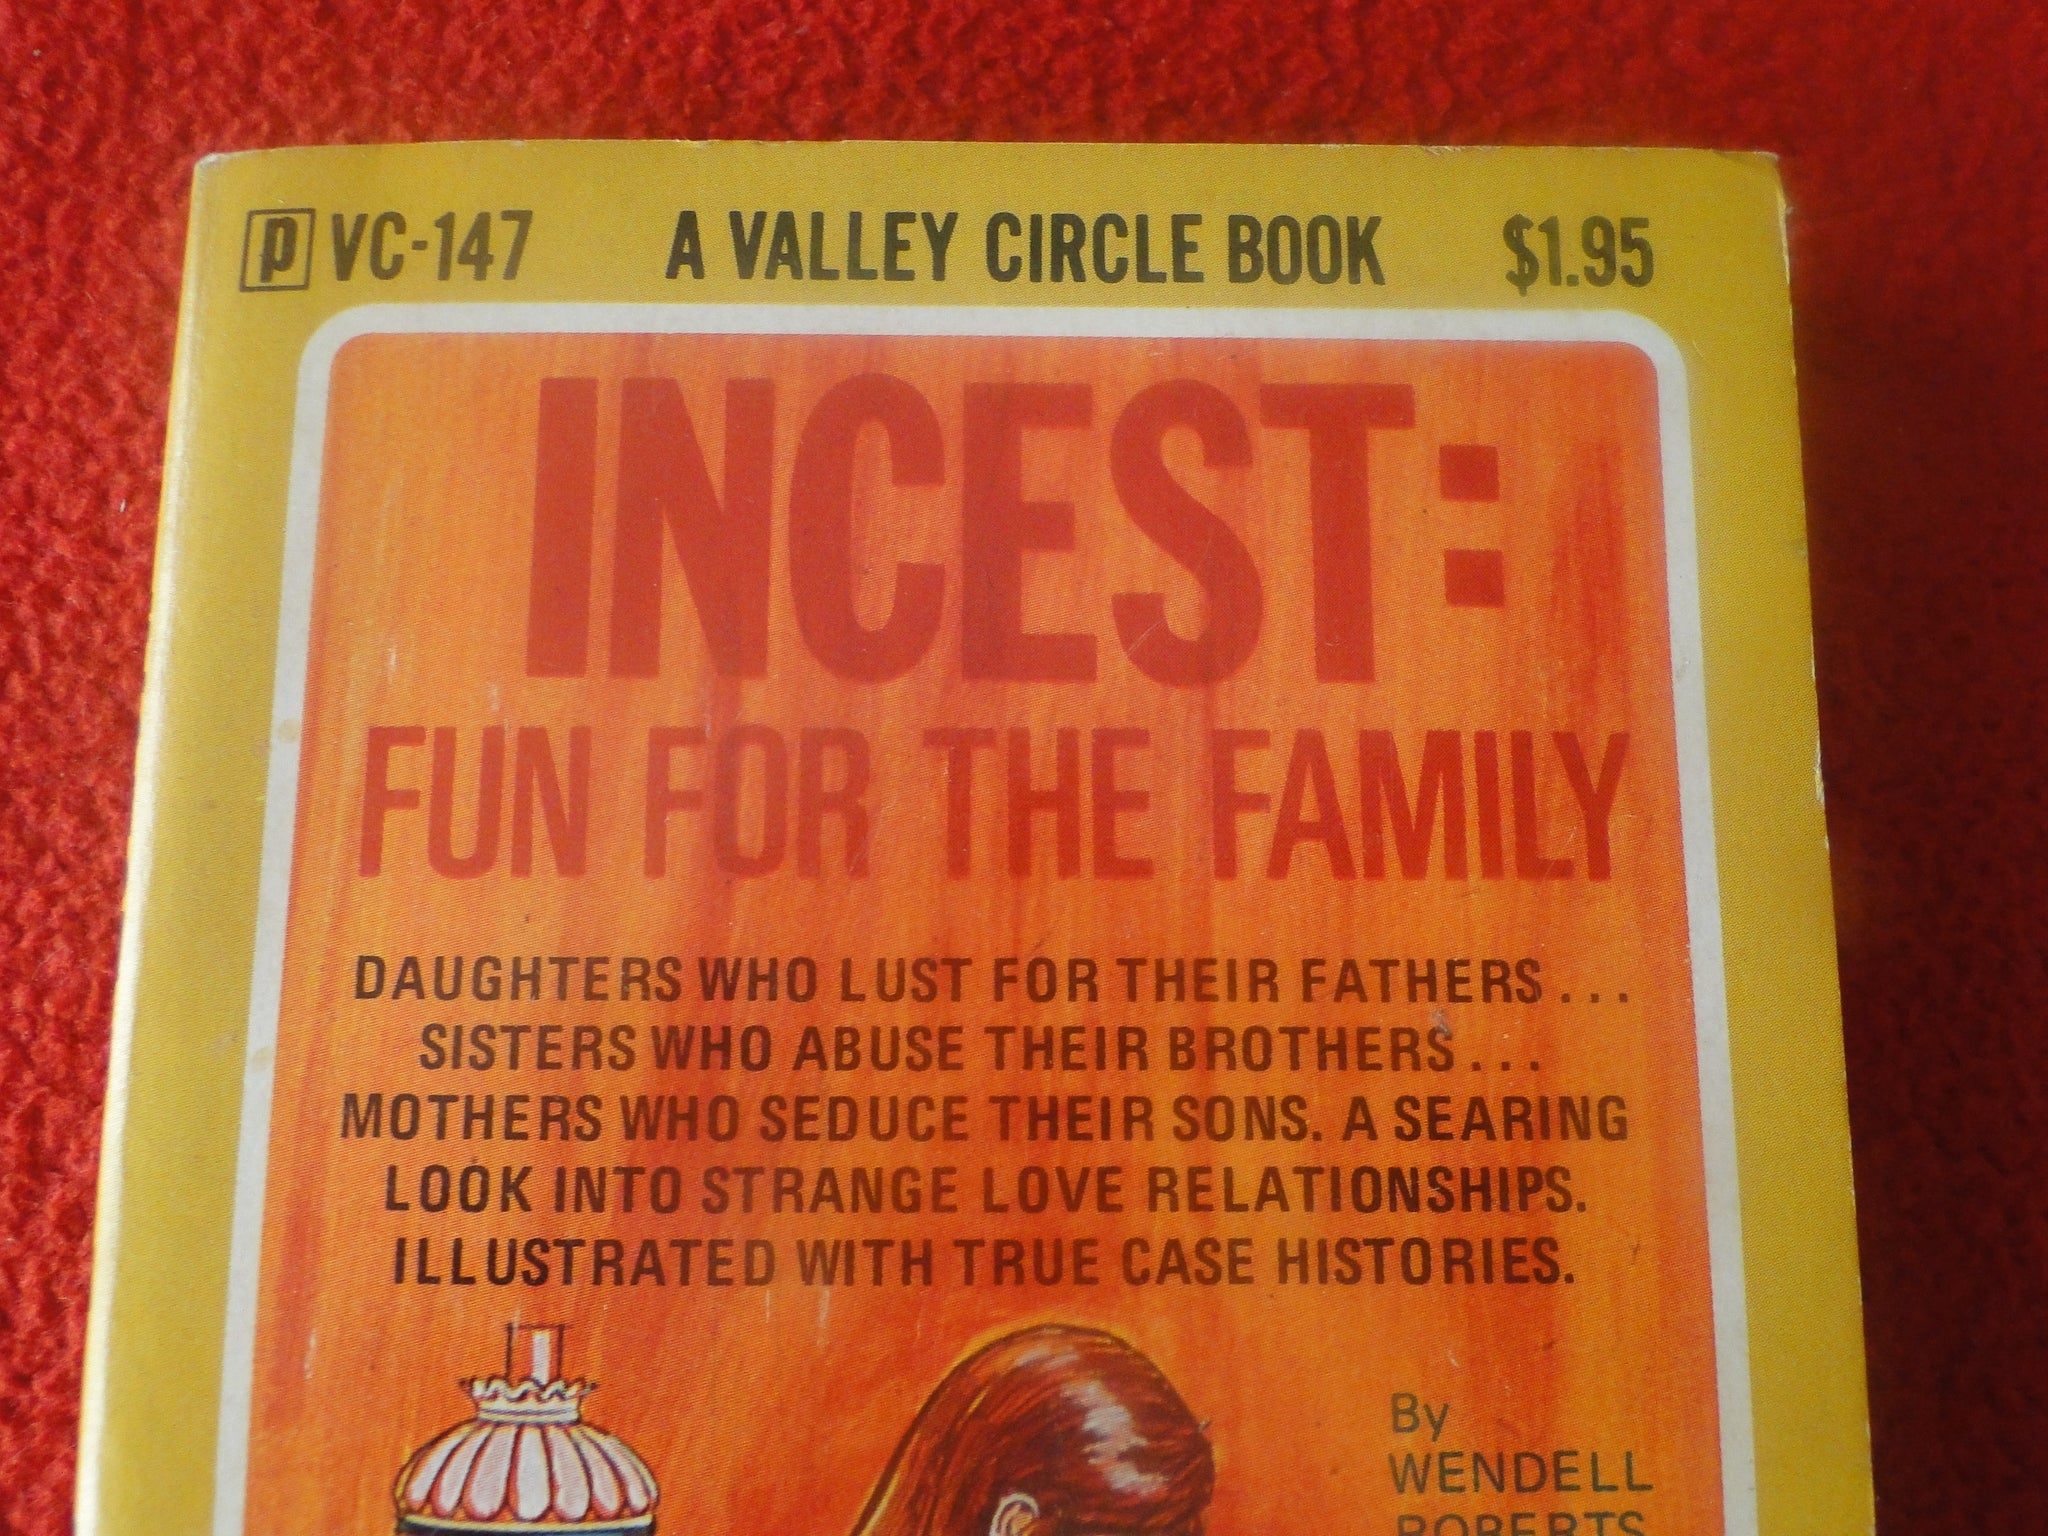 p VC-147 A VALLEY CIRCLE BOOK $1.95
INCEST:
FUN FOR THE FAMILY
DAUGHTERS WHO LUST FOR THEIR FATHERS...
SISTERS WHO ABUSE THEIR BROTHERS...
MOTHERS WHO SEDUCE THEIR SONS. A SEARING
LOOK INTO STRANGE LOVE RELATIONSHIPS.
ILLUSTRATED WITH TRUE CASE HISTORIES.
By
WENDELL
ROBERTS